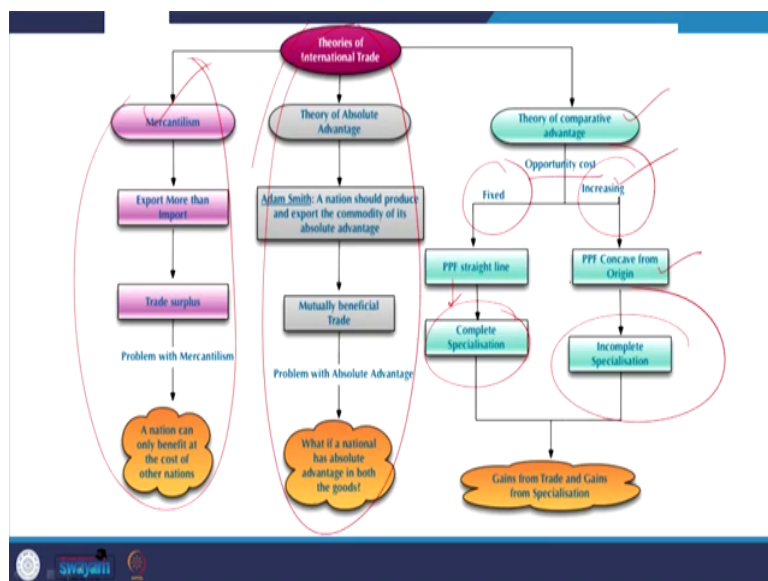 Theories of
International Trade
Mercantilism
Export More than
Import
Trade surplus
Problem with Mercantilism
A nation can
only benefit at
the cost of
other nations
Theory of Absolute
Advantage
Adam Smith: A nation should produce
and export the commodity of its
absolute advantage
Mutually beneficial
Trade
Problem with Absolute Advantage
What if a national
has absolute
advantage in both
the goods!
Theory of comparative
advantage
Opportunity cost
Fixed
Increasing
PPF straight line
PPF Concave from
Origin
Complete
Specialisation
Incomplete
Specialisation
Gains from Trade and Gains
from Specialisation
swayam